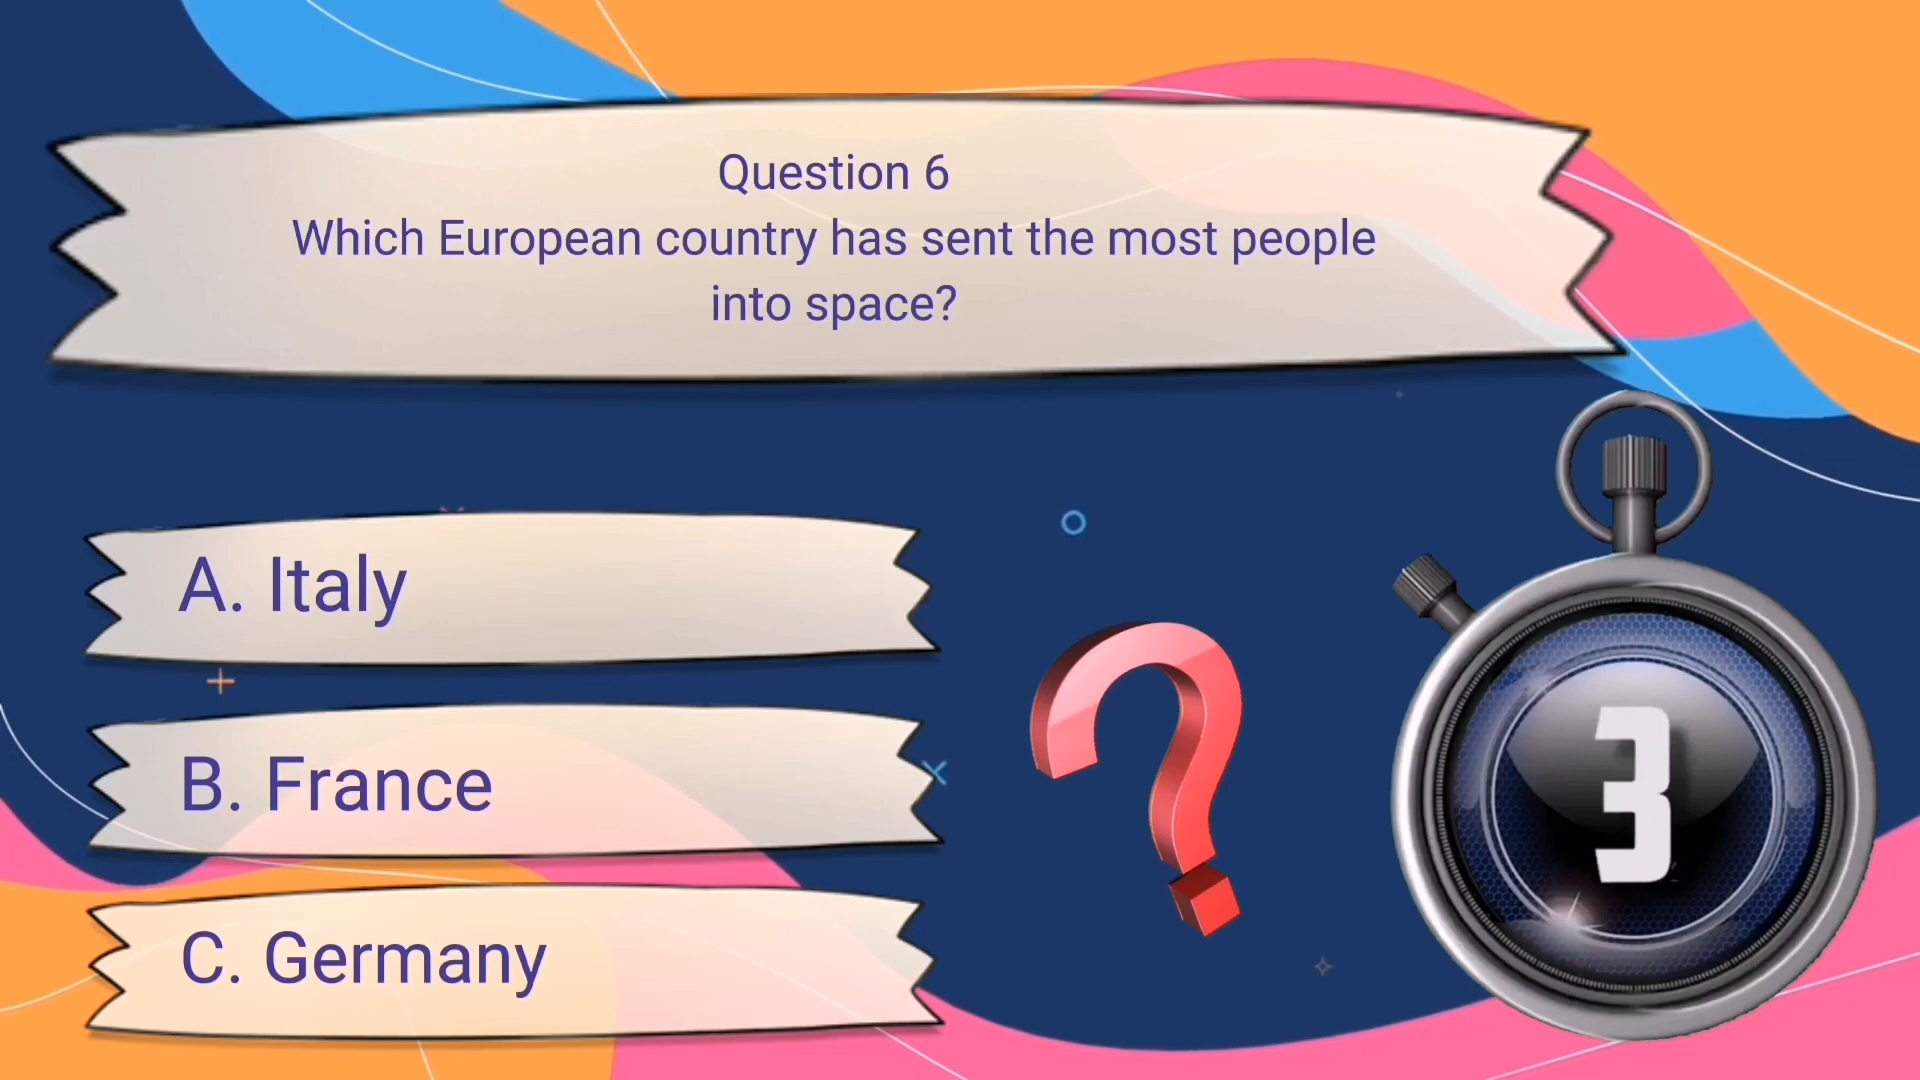 Question 6
Which European country has sent the most people
into space?
A. Italy
B. France
C. Germany
3